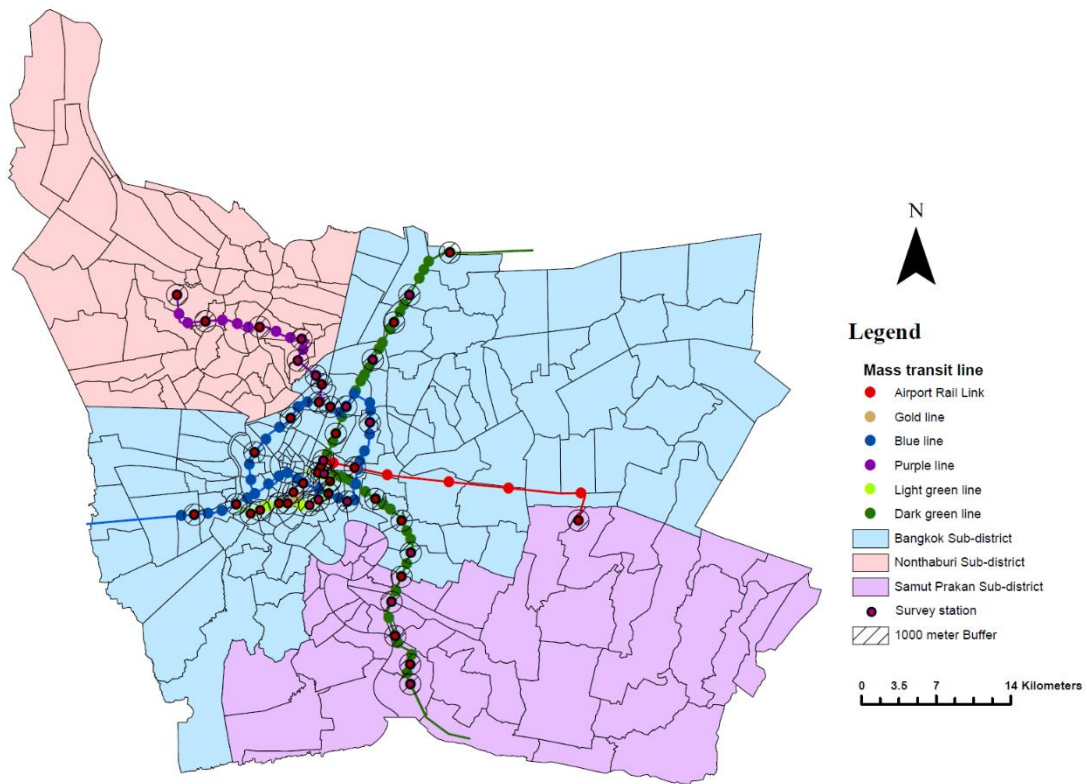 N
Legend
Mass transit line
Airport Rail Link
Gold line
Blue line
Purple line
Light green line
Dark green line
Bangkok Sub-district
Nonthaburi Sub-district
Samut Prakan Sub-district
Survey station
1000 meter Buffer
0 3.5 7 14 Kilometers